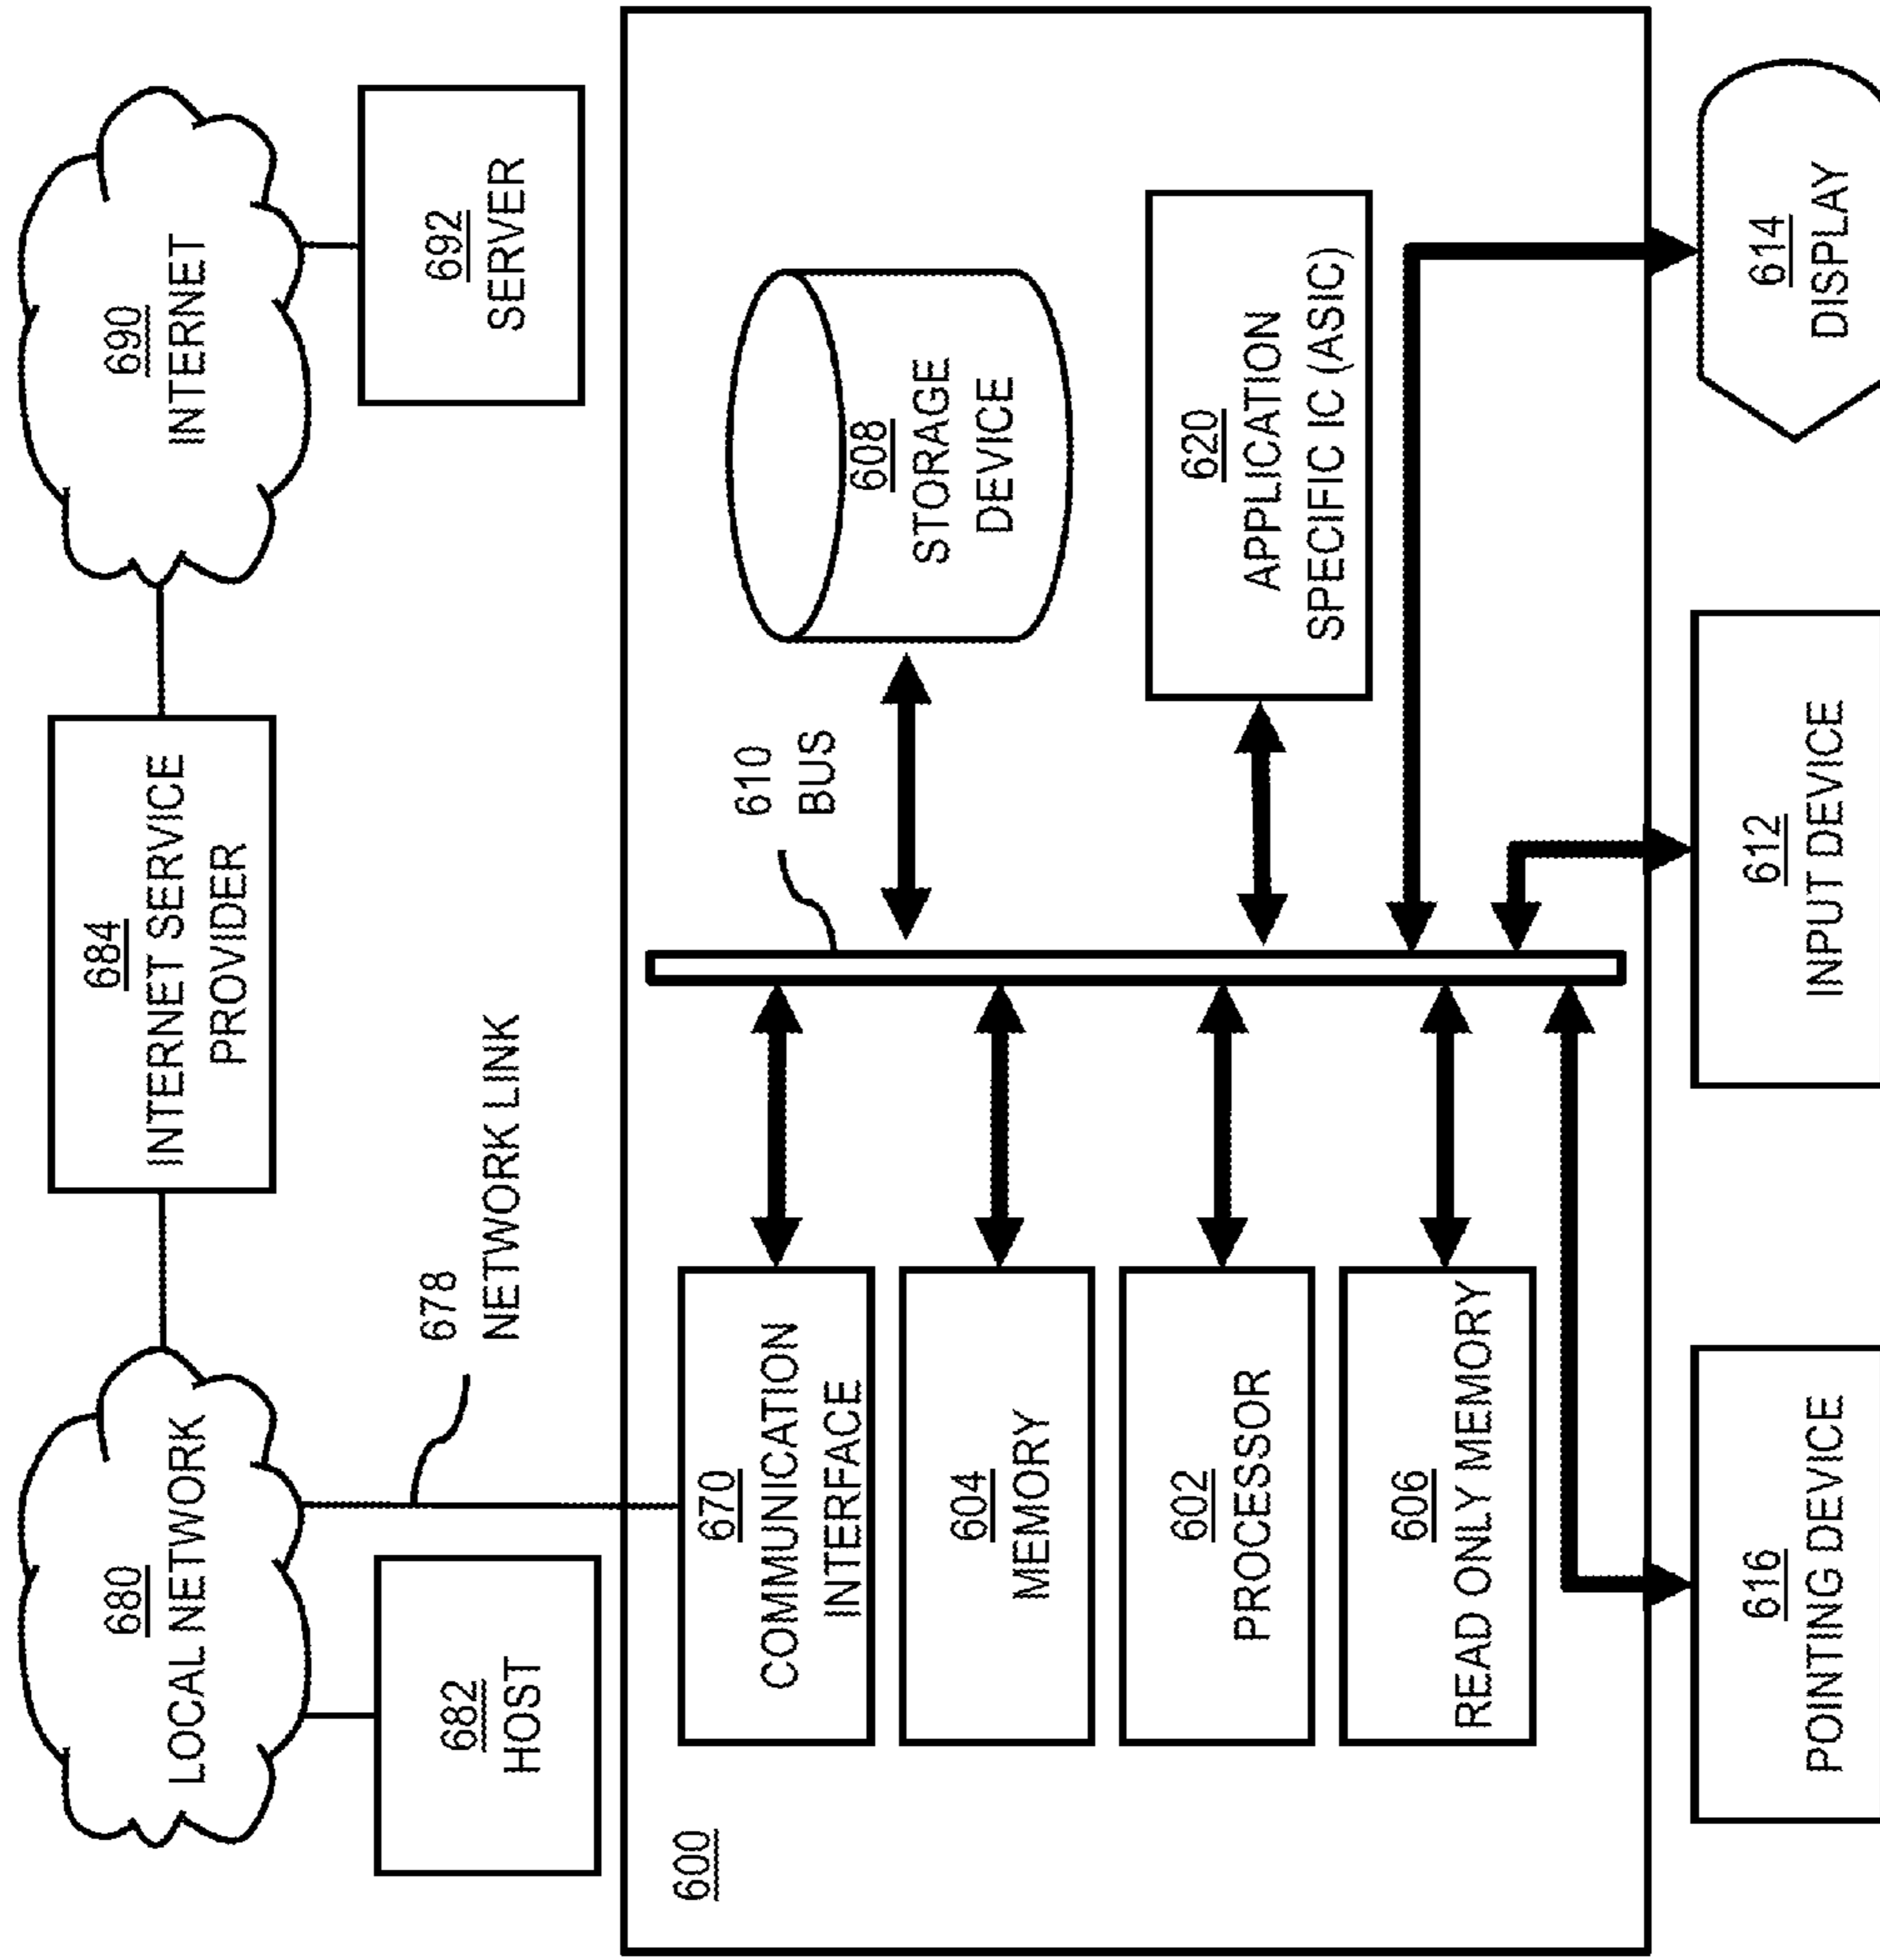 680
LOCAL NETWORK
684
INTERNET SERVICE
PROVIDER
690
INTERNET
682
HOST
678
NETWORK LINK
692
SERVER
600
670
COMMUNICATION
INTERFACE
604
MEMORY
602
PROCESSOR
606
READ ONLY MEMORY
610
BUS
608
STORAGE
DEVICE
620
APPLICATION
SPECIFIC IC (ASIC)
616
POINTING DEVICE
612
INPUT DEVICE
614
DISPLAY